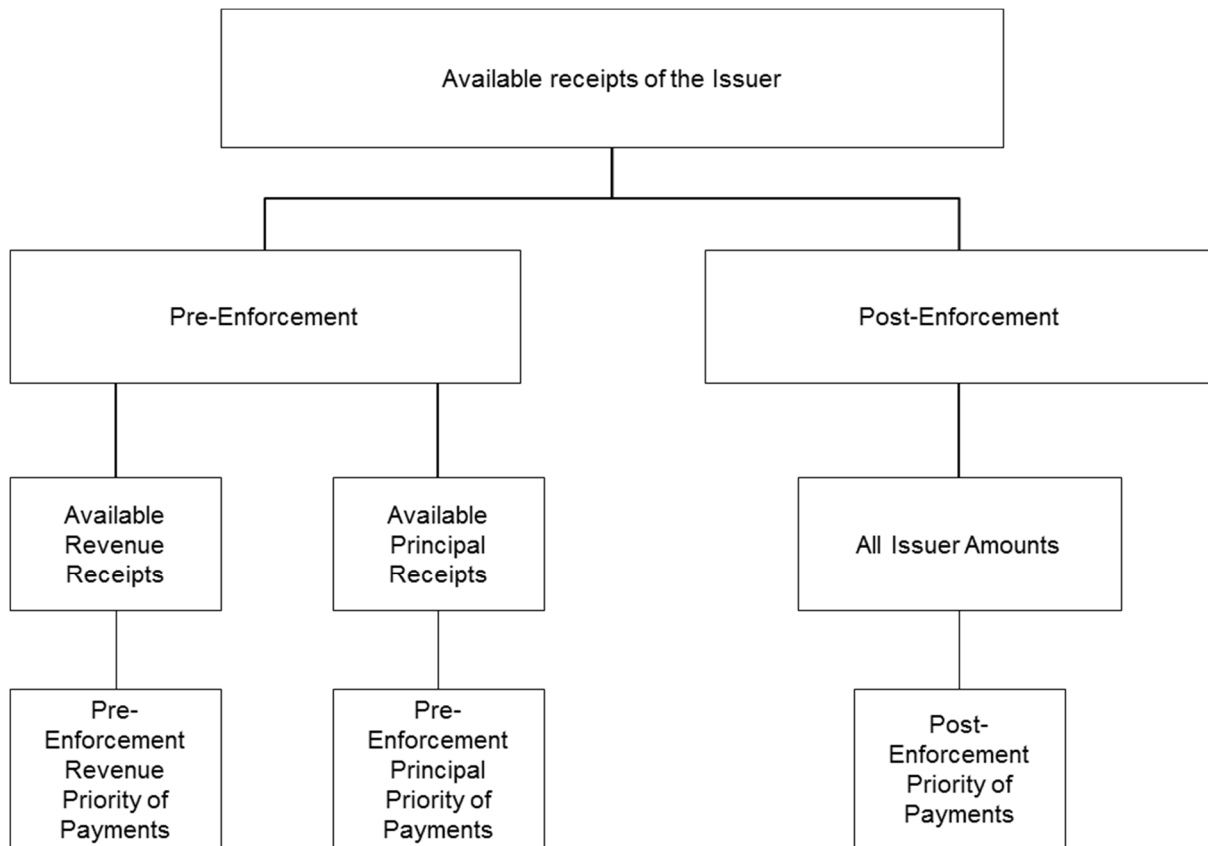 Available receipts of the Issuer
Pre-Enforcement
Post-Enforcement
Available
Revenue
Receipts
Available
Principal
Receipts
All Issuer Amounts
Pre-
Enforcement
Revenue
Priority of
Payments
Pre-
Enforcement
Principal
Priority of
Payments
Post-
Enforcement
Priority of
Payments